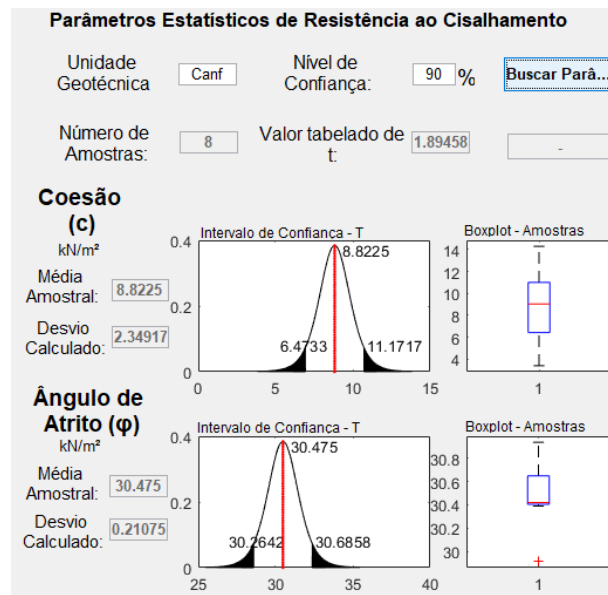 Parâmetros Estatísticos de Resistência ao Cisalhamento
Unidade Geotécnica
Canf
Nível de Confiança:
90
%
Buscar Parâ...
Número de Amostras:
8
Valor tabelado de t:
1.89458
-
Coesão (c)
kN/m²
Média Amostral:
8.8225
Desvio Calculado:
2.34917
Intervalo de Confiança - T
0.4
0.2
0
8.8225
6.4733
11.1717
0 5 10 15
Boxplot - Amostras
14
12
10
8
6
4
1
Ângulo de Atrito (φ)
kN/m²
Média Amostral:
30.475
Desvio Calculado:
0.21075
Intervalo de Confiança - T
0.4
0.2
0
30.475
30.2642
30.6858
25 30 35 40
Boxplot - Amostras
30.8
30.6
30.4
30.2
30
1